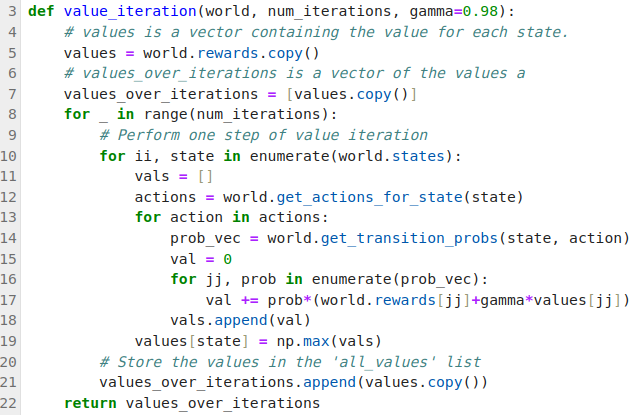 3 def value_iteration(world, num_iterations, gamma=0.98):
4     # values is a vector containing the value for each state.
5     values = world.rewards.copy()
6     # values_over_iterations is a vector of the values a
7     values_over_iterations = [values.copy()]
8     for _ in range(num_iterations):
9         # Perform one step of value iteration
10         for ii, state in enumerate(world.states):
11             vals = []
12             actions = world.get_actions_for_state(state)
13             for action in actions:
14                 prob_vec = world.get_transition_probs(state, action)
15                 val = 0
16                 for jj, prob in enumerate(prob_vec):
17                     val += prob*(world.rewards[jj]+gamma*values[jj])
18                 vals.append(val)
19             values[state] = np.max(vals)
20         # Store the values in the 'all_values' list
21         values_over_iterations.append(values.copy())
22     return values_over_iterations